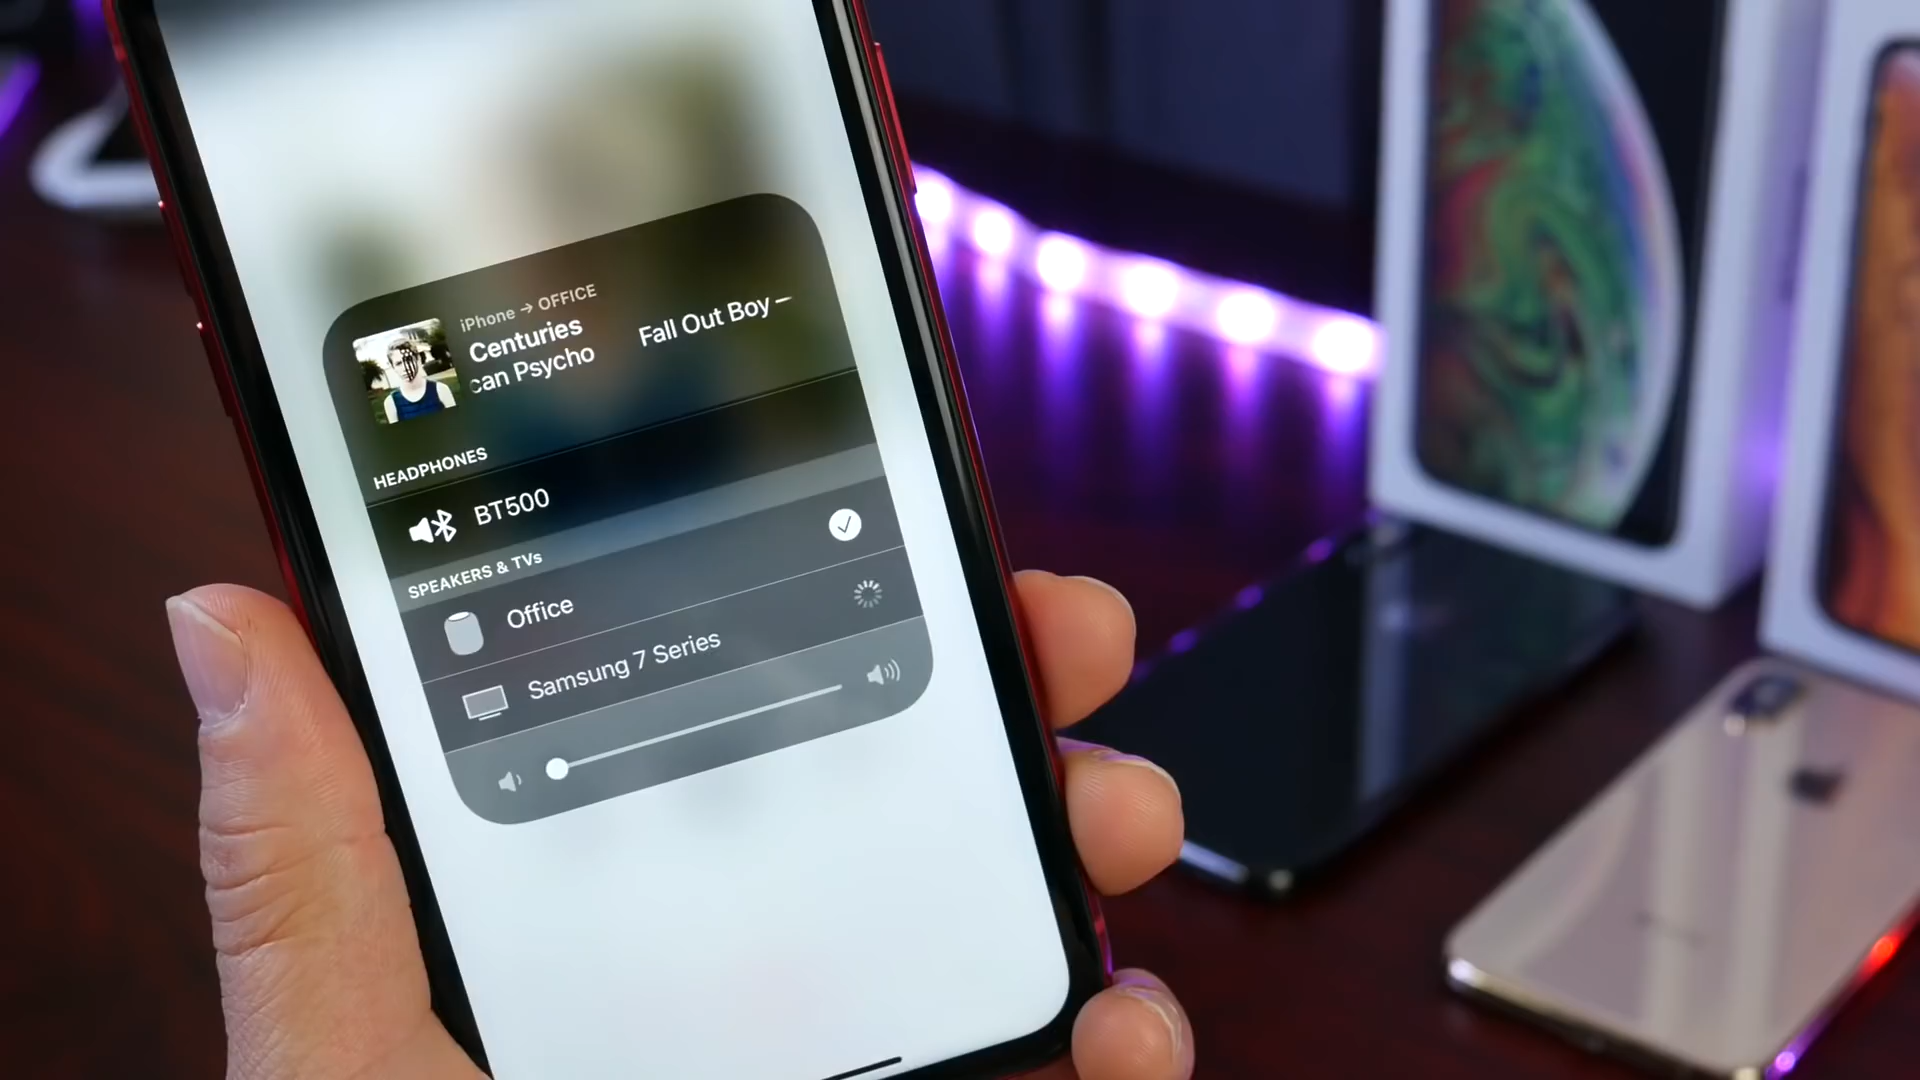 iPhone → OFFICE
Centuries
can Psycho Fall Out Boy —
HEADPHONES
BT500
SPEAKERS & TVs
Office
Samsung 7 Series